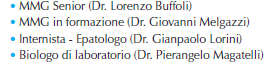 • MMG Senior (Dr. Lorenzo Buffoli)
• MMG in formazione (Dr. Giovanni Melgazzi)
• Internista - Epatologo (Dr. Gianpaolo Lorini)
• Biologo di laboratorio (Dr. Pierangelo Magatelli)